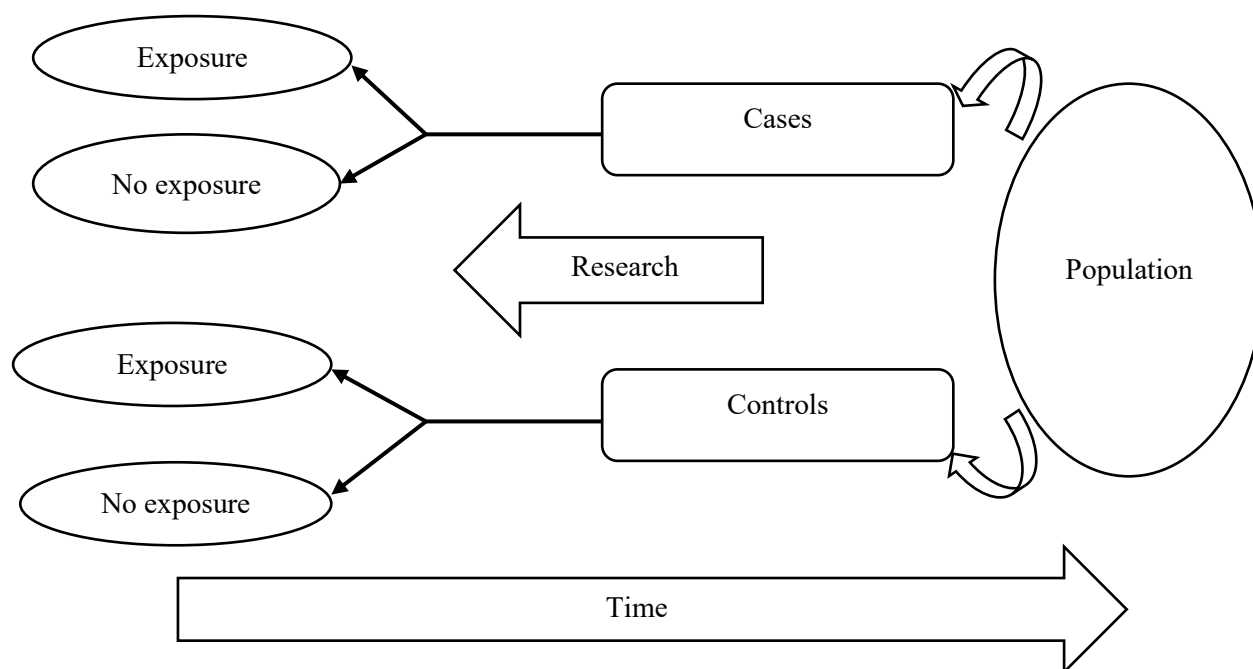 Exposure
Cases
No exposure
Research
Population
Exposure
Controls
No exposure
Time